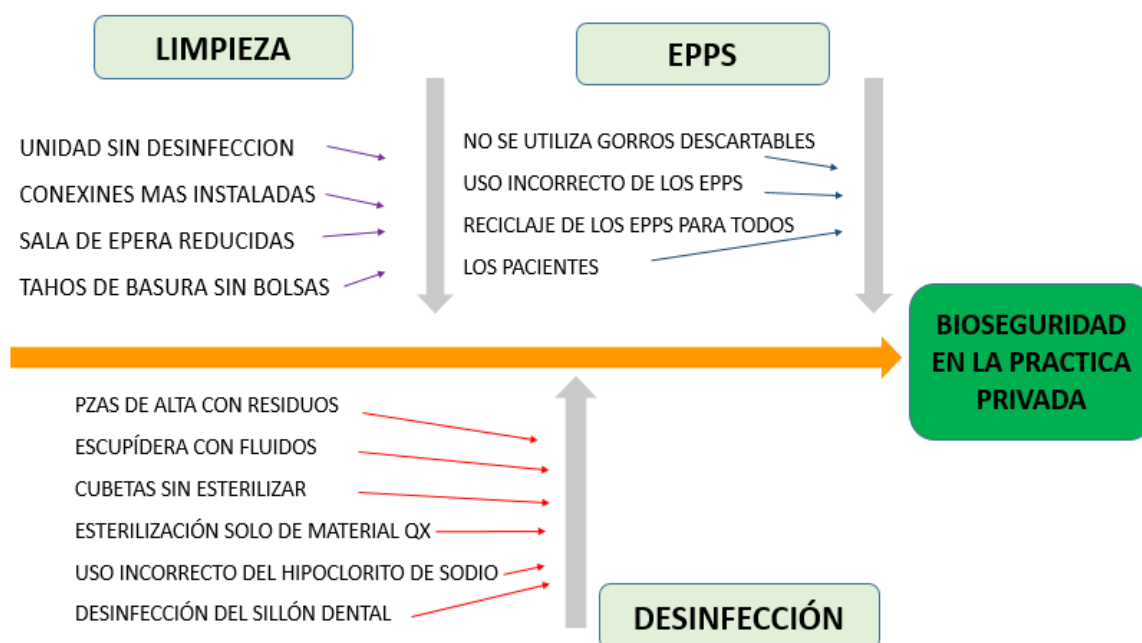 LIMPIEZA
EPPS
UNIDAD SIN DESINFECCION
CONEXINES MAS INSTALADAS
SALA DE EPERA REDUCIDAS
TAHOS DE BASURA SIN BOLSAS
NO SE UTILIZA GORROS DESCARTABLES
USO INCORRECTO DE LOS EPPS
RECICLAJE DE LOS EPPS PARA TODOS
LOS PACIENTES
BIOSEGURIDAD
EN LA PRACTICA
PRIVADA
PZAS DE ALTA CON RESIDUOS
ESCUPÍDERA CON FLUIDOS
CUBETAS SIN ESTERILIZAR
ESTERILIZACIÓN SOLO DE MATERIAL QX
USO INCORRECTO DEL HIPOCLORITO DE SODIO
DESINFECCIÓN DEL SILLÓN DENTAL
DESINFECCIÓN